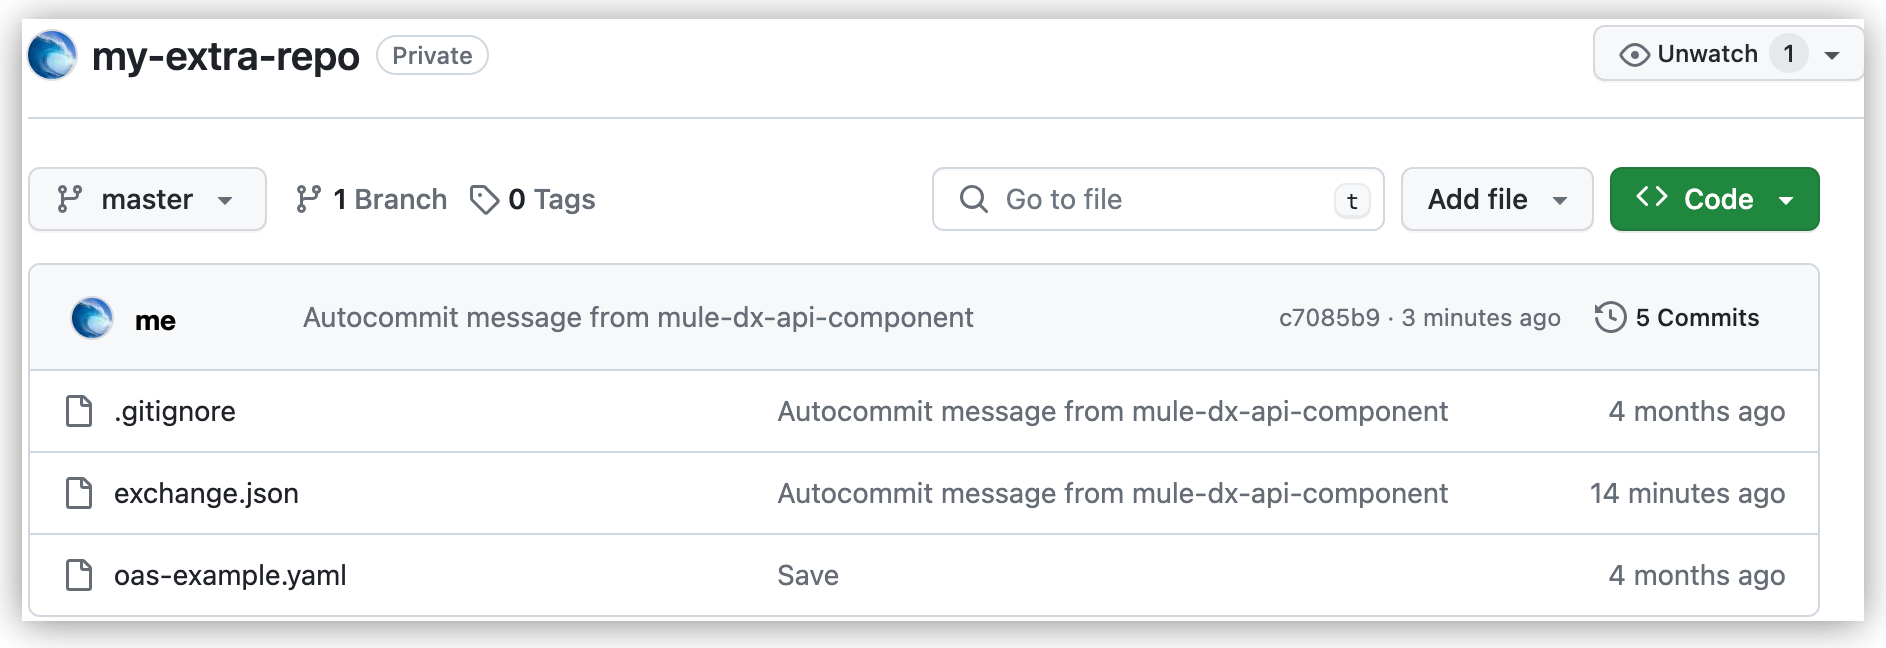 my-extra-repo Private Unwatch 1
master 1 Branch 0 Tags Go to file t Add file <> Code
me Autocommit message from mule-dx-api-component c7085b9 · 3 minutes ago 5 Commits
.gitignore Autocommit message from mule-dx-api-component 4 months ago
exchange.json Autocommit message from mule-dx-api-component 14 minutes ago
oas-example.yaml Save 4 months ago